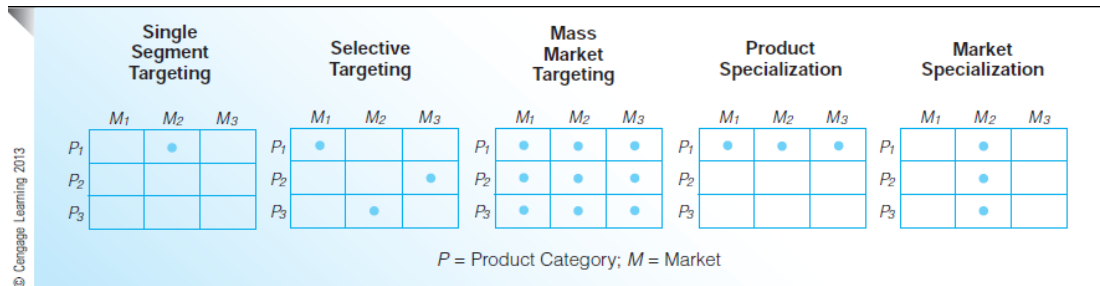 Single
Segment
Targeting
Selective
Targeting
Mass
Market
Targeting
Product
Specialization
Market
Specialization
M1 M2 M3
M1 M2 M3
M1 M2 M3
M1 M2 M3
M1 M2 M3
P1 P1 P1 P1 P1
P2 P2 P2 P2 P2
P3 P3 P3 P3 P3
P = Product Category; M = Market
© Cengage Learning 2013